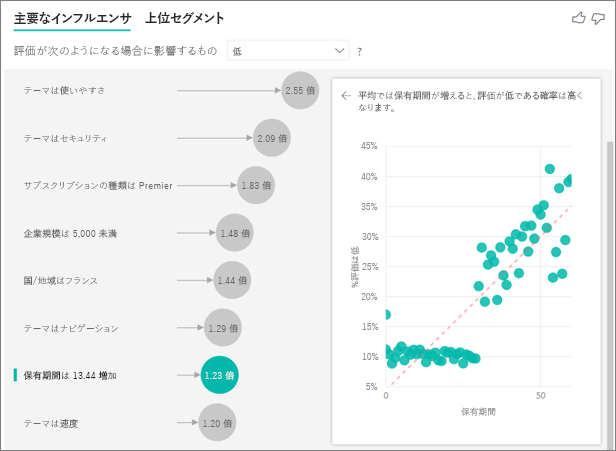 主要なインフルエンサ 上位セグメント
評価が次のようになる場合に影響するもの 低 ?
テーマは使いやすさ 2.55 倍
テーマはセキュリティ 2.09 倍
サブスクリプションの種類は Premier 1.83 倍
企業規模は 5,000 未満 1.48 倍
国/地域はフランス 1.44 倍
テーマはナビゲーション 1.29 倍
保有期間は 13.44 増加 1.23 倍
テーマは速度 1.20 倍
平均では保有期間が増えると、評価が低である確率は高く
なります。
45%
40%
35%
30%
25%
20%
15%
10%
5%
%評価は低
0 50
保有期間